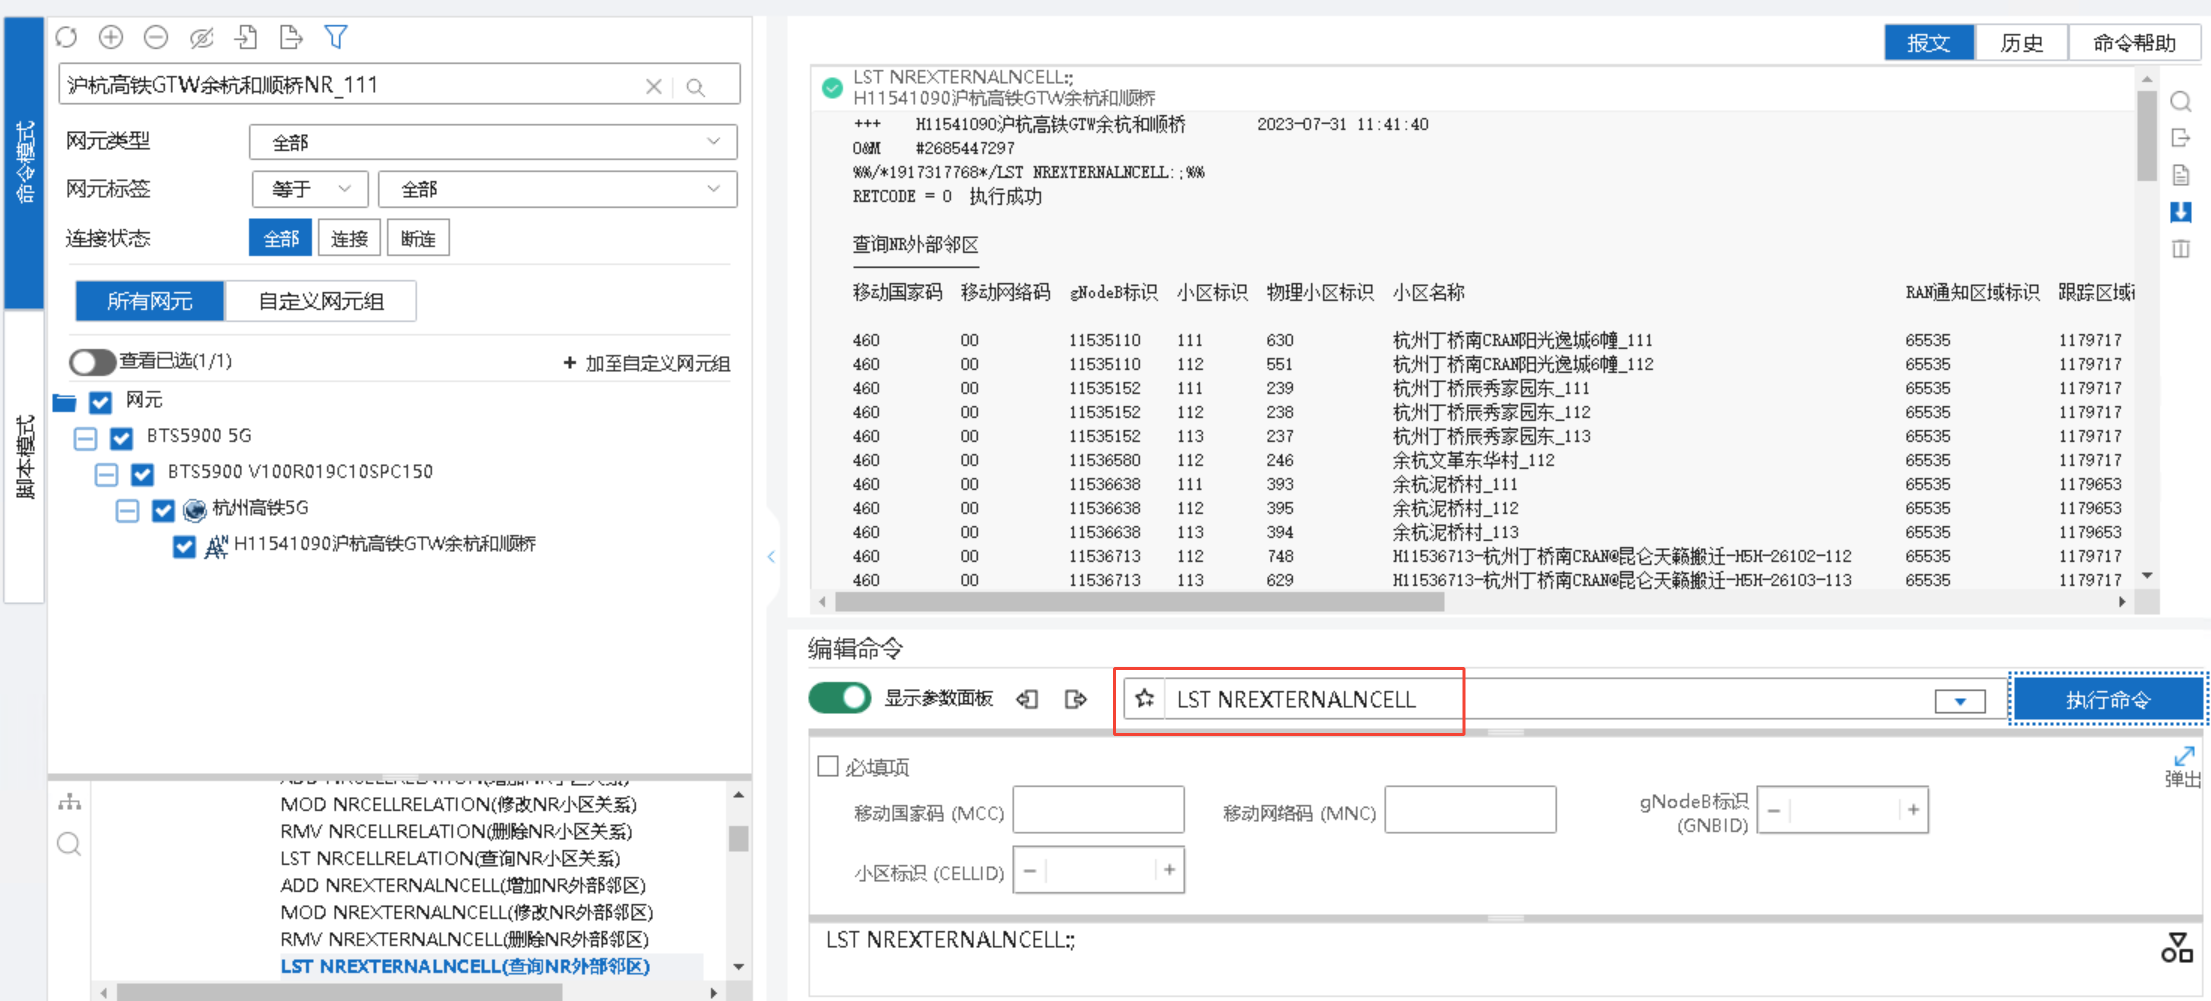 命令模式
脚本模式
沪杭高铁GTW余杭和顺桥NR_111
网元类型 全部
网元标签 等于 全部
连接状态 全部 连接 断连
所有网元 自定义网元组
查看已选(1/1) + 加至自定义网元组
网元
BTS5900 5G
BTS5900 V100R019C10SPC150
杭州高铁5G
H11541090沪杭高铁GTW余杭和顺桥
MOD NRCELLRELATION(修改NR小区关系)
RMV NRCELLRELATION(删除NR小区关系)
LST NRCELLRELATION(查询NR小区关系)
ADD NREXTERNALNCELL(增加NR外部邻区)
MOD NREXTERNALNCELL(修改NR外部邻区)
RMV NREXTERNALNCELL(删除NR外部邻区)
LST NREXTERNALNCELL(查询NR外部邻区)
报文 历史 命令帮助
LST NREXTERNALNCELL:;
H11541090沪杭高铁GTW余杭和顺桥
+++ H11541090沪杭高铁GTW余杭和顺桥 2023-07-31 11:41:40
O&M #2685447297
%%/*1917317768*/LST NREXTERNALNCELL:;%%
RETCODE = 0 执行成功
查询NR外部邻区
移动国家码 移动网络码 gNodeB标识 小区标识 物理小区标识 小区名称 RAN通知区域标识 跟踪区域
460 00 11535110 111 630 杭州丁桥南CRAN阳光逸城6幢_111 65535 1179717
460 00 11535110 112 551 杭州丁桥南CRAN阳光逸城6幢_112 65535 1179717
460 00 11535152 111 239 杭州丁桥辰秀家园东_111 65535 1179717
460 00 11535152 112 238 杭州丁桥辰秀家园东_112 65535 1179717
460 00 11535152 113 237 杭州丁桥辰秀家园东_113 65535 1179717
460 00 11536580 112 246 余杭文革东华村_112 65535 1179717
460 00 11536638 111 393 余杭泥桥村_111 65535 1179653
460 00 11536638 112 395 余杭泥桥村_112 65535 1179653
460 00 11536638 113 394 余杭泥桥村_113 65535 1179653
460 00 11536713 112 748 H11536713-杭州丁桥南CRAN@昆仑天籁搬迁-H5H-26102-112 65535 1179717
460 00 11536713 113 629 H11536713-杭州丁桥南CRAN@昆仑天籁搬迁-H5H-26103-113 65535 1179717
编辑命令
显示参数面板 LST NREXTERNALNCELL 执行命令
必填项
弹出
移动国家码 (MCC) 移动网络码 (MNC) gNodeB标识
(GNBID)
小区标识 (CELLID)
LST NREXTERNALNCELL:;